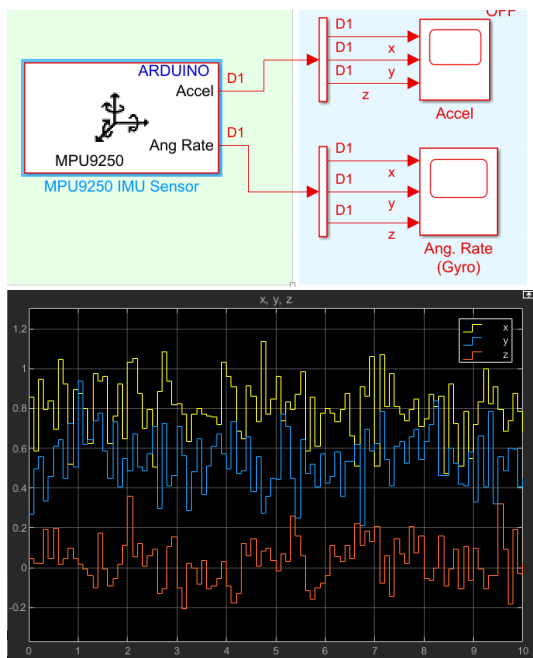 OFF
ARDUINO
D1
Accel
D1
Ang Rate
MPU9250
MPU9250 IMU Sensor
D1
D1
x
D1
y
z
Accel
D1
x
D1
y
D1
z
Ang. Rate
(Gyro)
x, y, z
x
y
z
1.2
1
0.8
0.6
0.4
0.2
0
-0.2
0 1 2 3 4 5 6 7 8 9 10